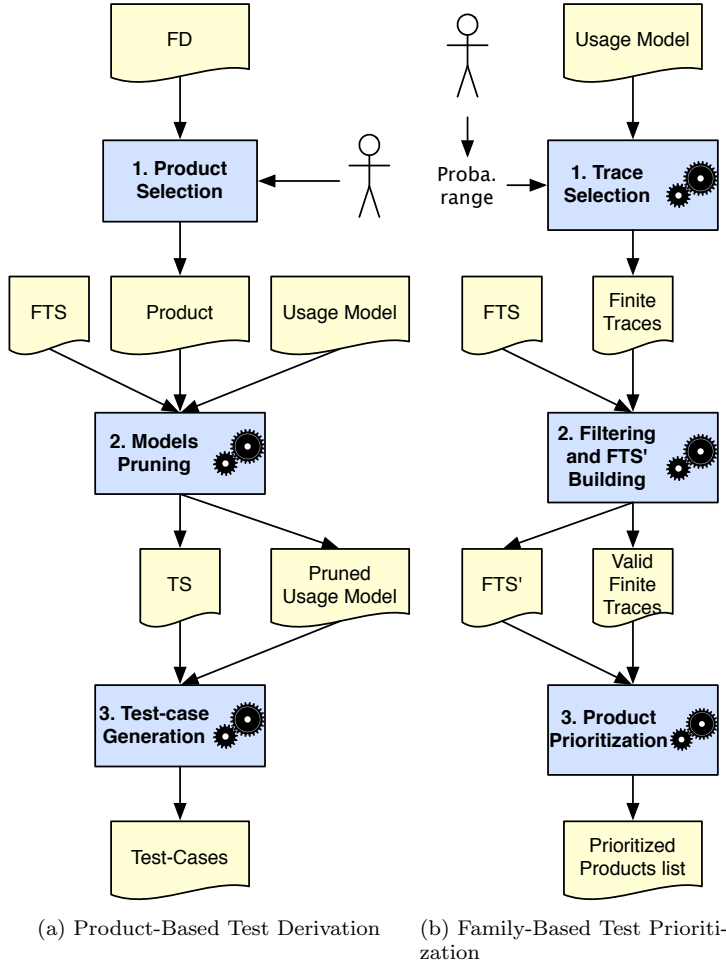 FD
1. Product
Selection
FTS
Product
Usage Model
2. Models
Pruning
TS
Pruned
Usage Model
3. Test-case
Generation
Test-Cases
(a) Product-Based Test Derivation
Usage Model
Proba.
range
1. Trace
Selection
FTS
Finite
Traces
2. Filtering
and FTS'
Building
FTS'
Valid
Finite
Traces
3. Product
Prioritization
Prioritized
Products list
(b) Family-Based Test Prioriti-
zation